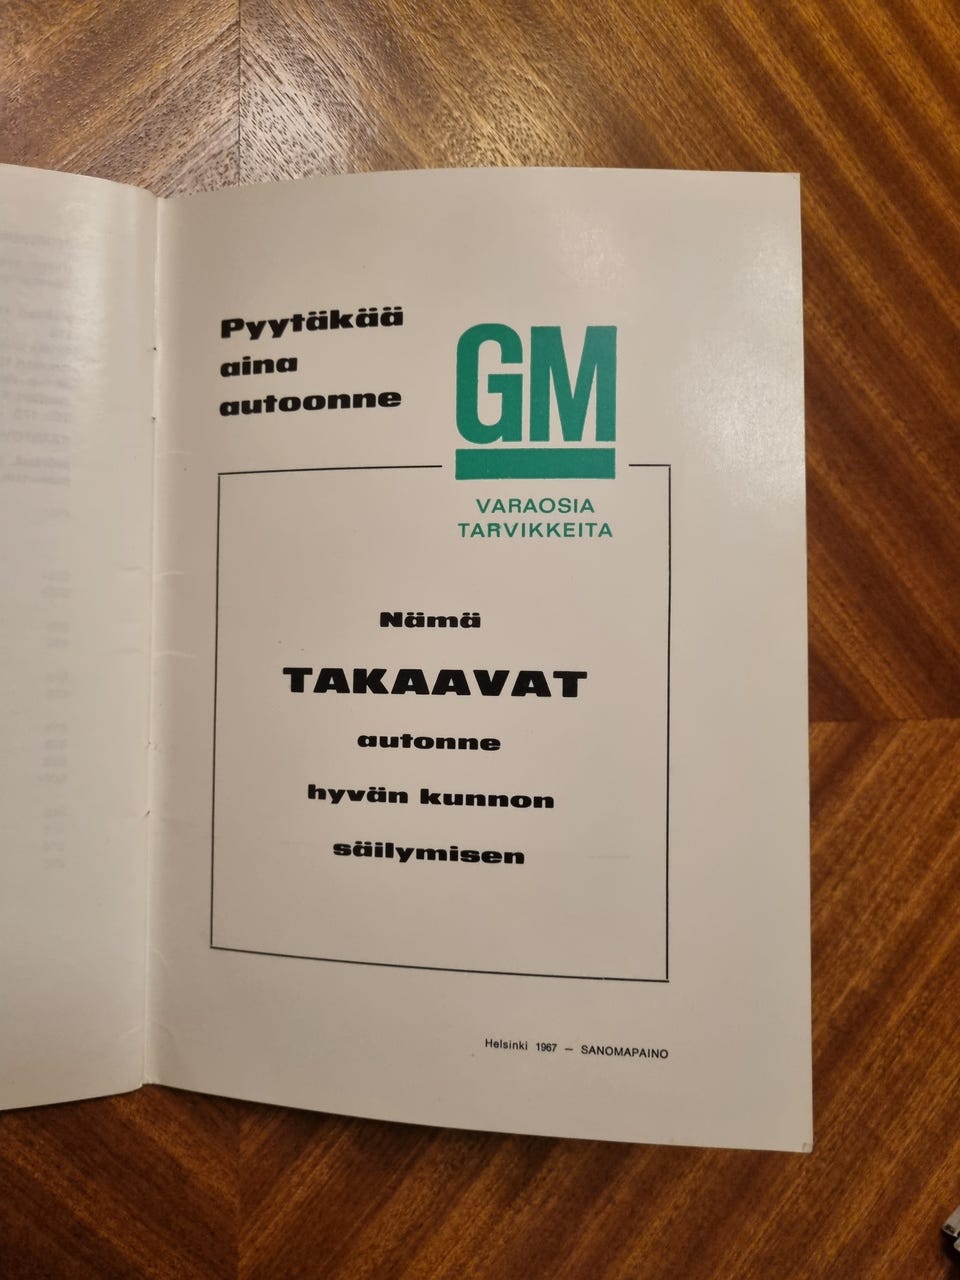 Pyytäkää
aina
autoonne
GM
VARAOSIA
TARVIKKEITA
Nämä
TAKAAVAT
autonne
hyvän kunnon
säilymisen
Helsinki 1967 — SANOMAPAINO